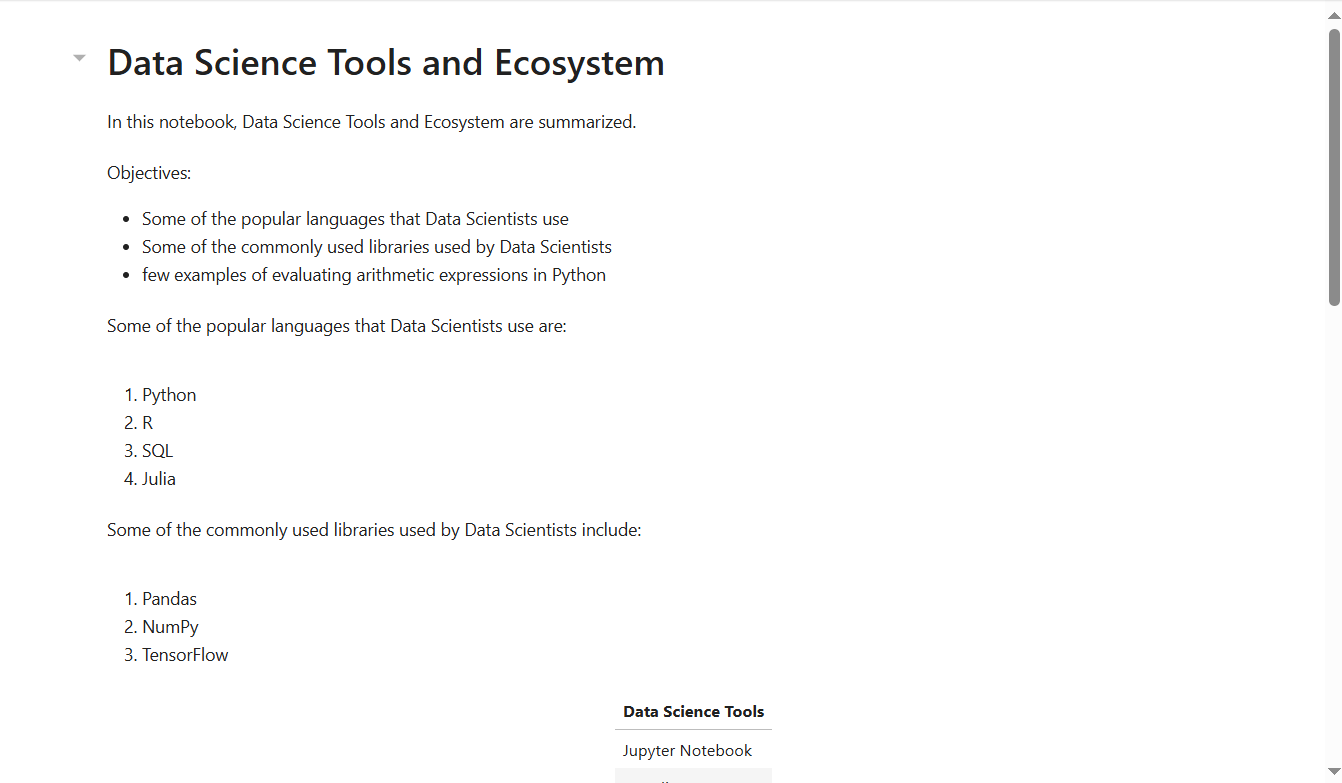 Data Science Tools and Ecosystem
In this notebook, Data Science Tools and Ecosystem are summarized.
Objectives:
• Some of the popular languages that Data Scientists use
• Some of the commonly used libraries used by Data Scientists
• few examples of evaluating arithmetic expressions in Python
Some of the popular languages that Data Scientists use are:
1. Python
2. R
3. SQL
4. Julia
Some of the commonly used libraries used by Data Scientists include:
1. Pandas
2. NumPy
3. TensorFlow
Data Science Tools
Jupyter Notebook